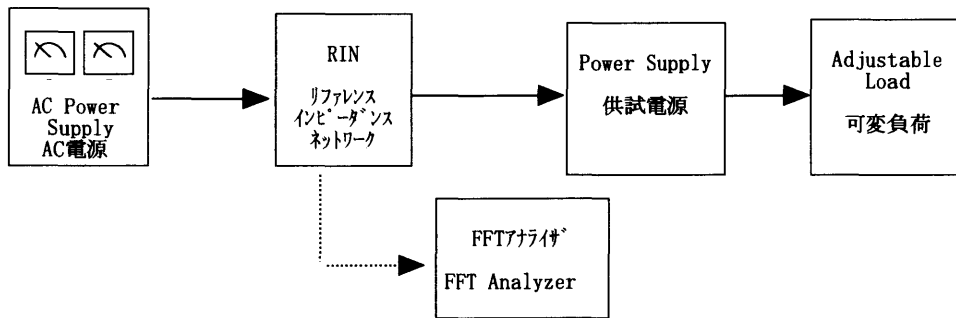 AC Power
Supply
AC電源
RIN
リファレンス
インピーダンス
ネットワーク
Power Supply
供試電源
Adjustable
Load
可変負荷
FFTアナライザ
FFT Analyzer